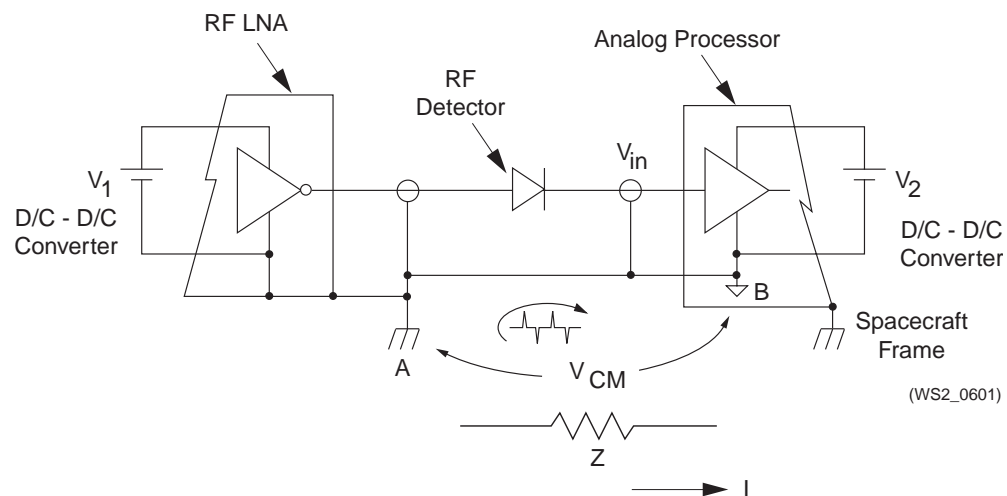 RF LNA
Analog Processor
RF
Detector
Vin
V1
D/C - D/C
Converter
V2
D/C - D/C
Converter
B
A
VCM
Spacecraft
Frame
(WS2_0601)
Z
I